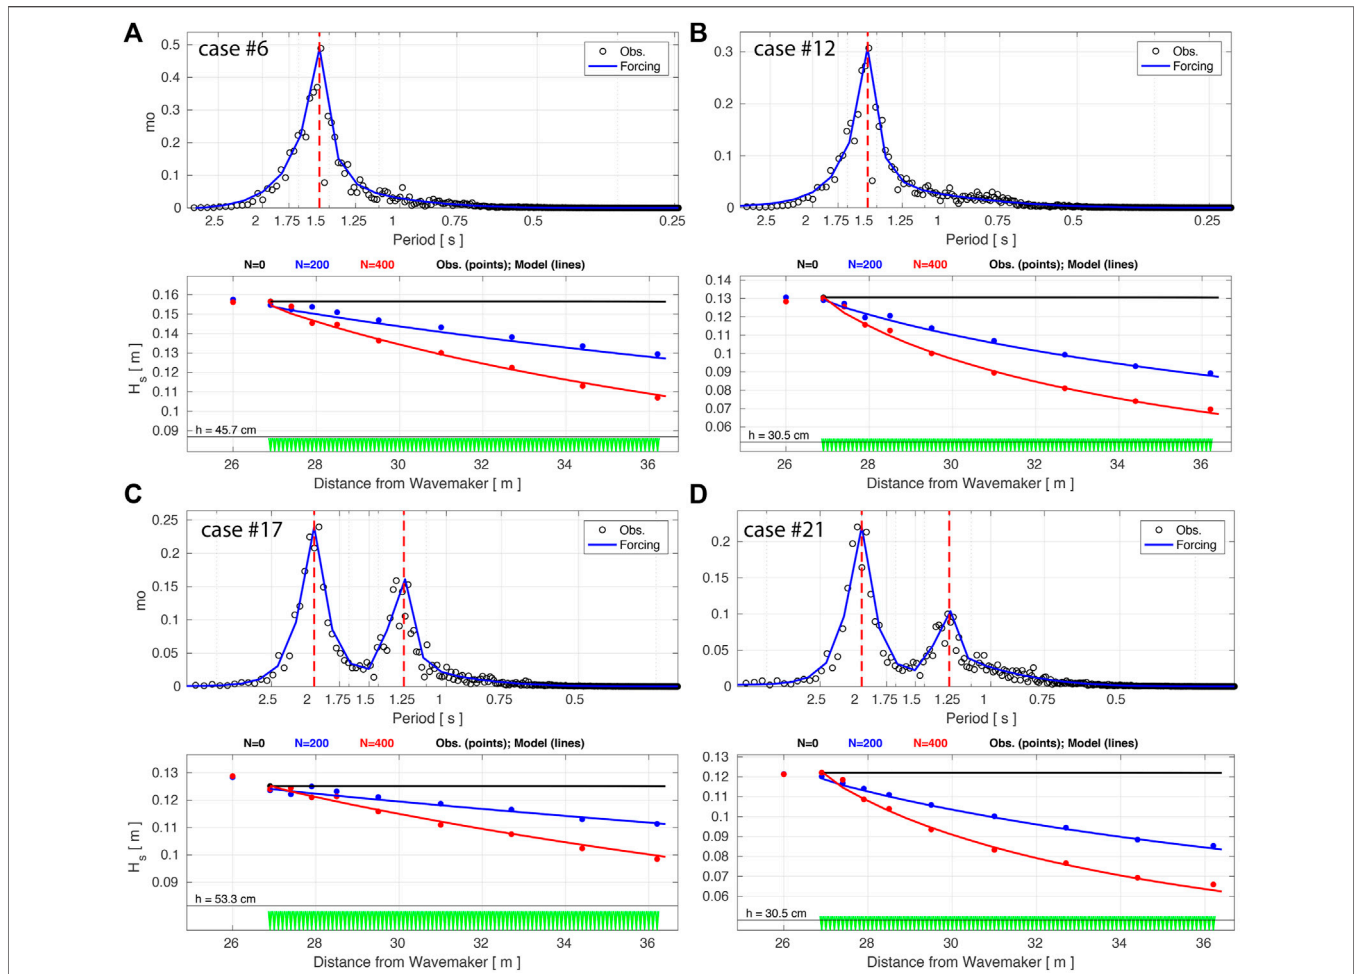 A
case #6
Obs.
Forcing
mo
0.5
0.4
0.3
0.2
0.1
0
2.5 2 1.75 1.5 1.25 1 0.75 0.5 0.25
Period [ s ]
N=0 N=200 N=400 Obs. (points); Model (lines)
H_s [ m ]
0.16
0.15
0.14
0.13
0.12
0.11
0.1
0.09
h = 45.7 cm
26 28 30 32 34 36
Distance from Wavemaker [ m ]
B
case #12
Obs.
Forcing
0.3
0.2
0.1
0
2.5 2 1.75 1.5 1.25 1 0.75 0.5 0.25
Period [ s ]
N=0 N=200 N=400 Obs. (points); Model (lines)
0.13
0.12
0.11
0.1
0.09
0.08
0.07
0.06
h = 30.5 cm
26 28 30 32 34 36
Distance from Wavemaker [ m ]
C
case #17
Obs.
Forcing
mo
0.25
0.2
0.15
0.1
0.05
0
2.5 2 1.75 1.5 1.25 1 0.75 0.5
Period [ s ]
N=0 N=200 N=400 Obs. (points); Model (lines)
H_s [ m ]
0.13
0.12
0.11
0.1
0.09
h = 53.3 cm
26 28 30 32 34 36
Distance from Wavemaker [ m ]
D
case #21
Obs.
Forcing
0.2
0.15
0.1
0.05
0
2.5 2 1.75 1.5 1.25 1 0.75 0.5
Period [ s ]
N=0 N=200 N=400 Obs. (points); Model (lines)
0.12
0.11
0.1
0.09
0.08
0.07
0.06
h = 30.5 cm
26 28 30 32 34 36
Distance from Wavemaker [ m ]